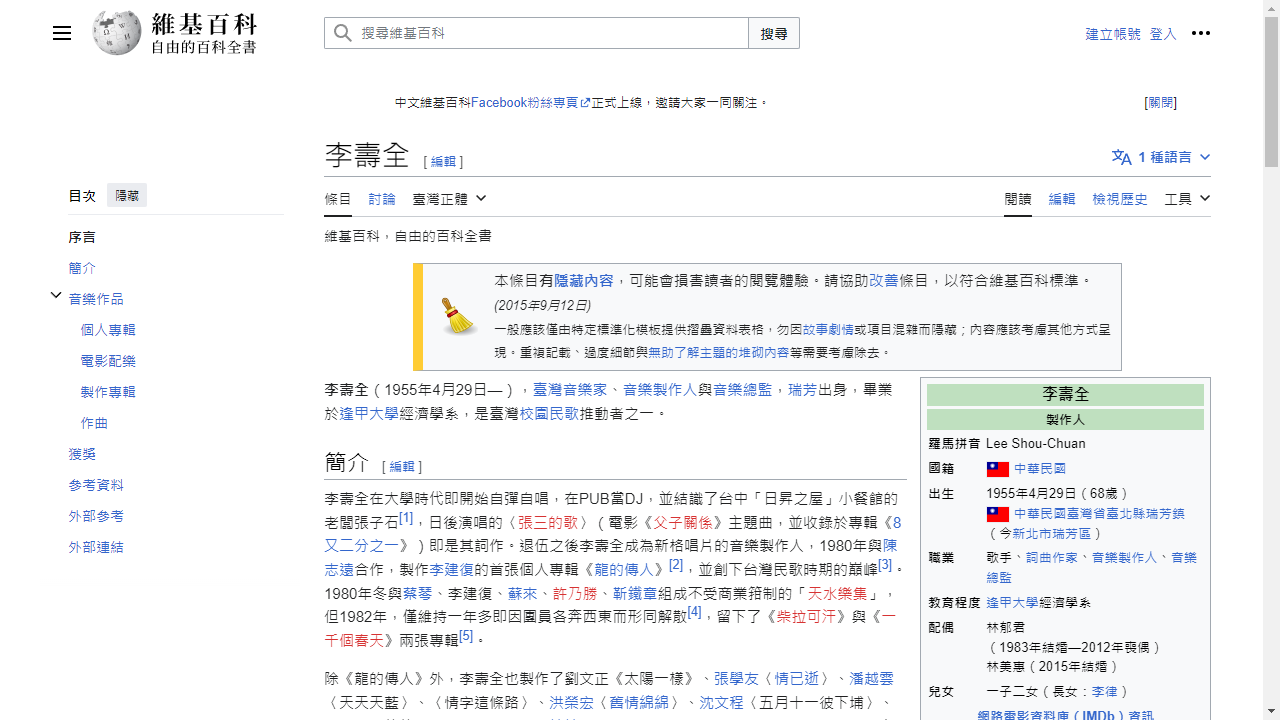 維基百科
自由的百科全書
搜尋維基百科
搜尋
建立帳號 登入
中文維基百科Facebook粉絲專頁正式上線，邀請大家一同關注。
[關閉]
李壽全 [編輯]
1 種語言
目次 隱藏
序言
簡介
音樂作品
個人專輯
電影配樂
製作專輯
作曲
獲獎
參考資料
外部參考
外部連結
條目 討論 臺灣正體
閱讀 編輯 檢視歷史 工具
維基百科，自由的百科全書
本條目有隱藏內容，可能會損害讀者的閱覽體驗。請協助改善條目，以符合維基百科標準。
(2015年9月12日)
一般應該僅由特定標準化模板提供摺疊資料表格，勿因故事劇情或項目混雜而隱藏；內容應該考慮其他方式呈
現。重複記載、過度細節與無助了解主題的堆砌內容等需要考慮除去。
李壽全（1955年4月29日—），臺灣音樂家、音樂製作人與音樂總監，瑞芳出身，畢業
於逢甲大學經濟學系，是臺灣校園民歌推動者之一。
簡介 [編輯]
李壽全在大學時代即開始自彈自唱，在PUB當DJ，並結識了台中「日昇之屋」小餐館的
老闆張子石[1]，日後演唱的〈張三的歌〉（電影《父子關係》主題曲，並收錄於專輯《8
又二分之一》）即是其詞作。退伍之後李壽全成為新格唱片的音樂製作人，1980年與陳
志遠合作，製作李建復的首張個人專輯《龍的傳人》[2]，並創下台灣民歌時期的巔峰[3]。
1980年冬與蔡琴、李建復、蘇來、許乃勝、靳鐵章組成不受商業箝制的「天水樂集」，
但1982年，僅維持一年多即因團員各奔西東而形同解散[4]，留下了《柴拉可汗》與《一
千個春天》兩張專輯[5]。
除《龍的傳人》外，李壽全也製作了劉文正《太陽一樣》、張學友〈情已逝〉、潘越雲
〈天天天藍〉、〈情字這條路〉、洪榮宏〈舊情綿綿〉、沈文程〈五月十一彼下埔〉、
李壽全
製作人
羅馬拼音 Lee Shou-Chuan
國籍 中華民國
出生 1955年4月29日（68歲）
中華民國臺灣省臺北縣瑞芳鎮
（今新北市瑞芳區）
職業 歌手、詞曲作家、音樂製作人、音樂
總監
教育程度 逢甲大學經濟學系
配偶 林郁君
（1983年結婚—2012年喪偶）
林美惠（2015年結婚）
兒女 一子二女（長女：李律）
網路電影資料庫（IMDb）資訊